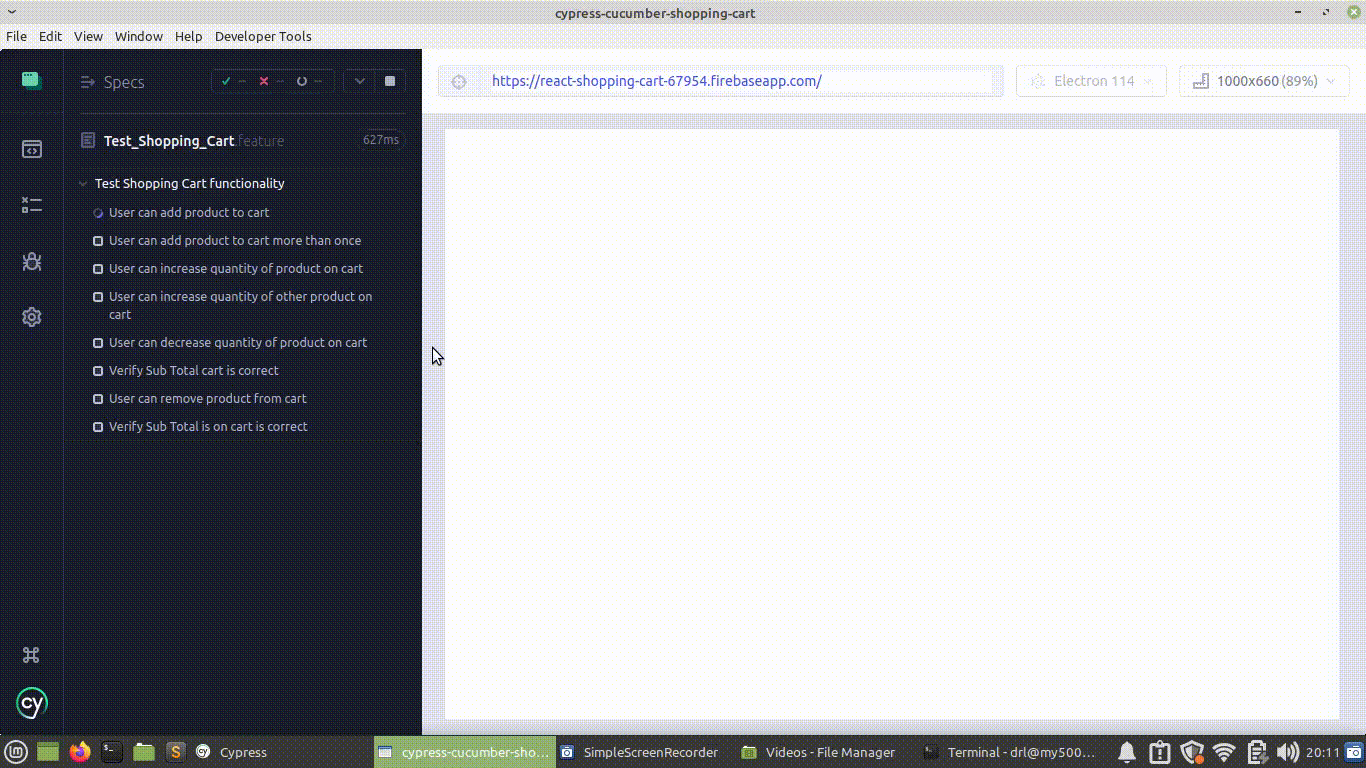 cypress-cucumber-shopping-cart
File Edit View Window Help Developer Tools
Specs -- -- --
https://react-shopping-cart-67954.firebaseapp.com/
Electron 114
1000x660 (89%)
Test_Shopping_Cart.feature 627ms
Test Shopping Cart functionality
User can add product to cart
User can add product to cart more than once
User can increase quantity of product on cart
User can increase quantity of other product on
cart
User can decrease quantity of product on cart
Verify Sub Total cart is correct
User can remove product from cart
Verify Sub Total is on cart is correct
cy
cy Cypress
cypress-cucumber-sho...
SimpleScreenRecorder
Videos - File Manager
Terminal - drl@my500...
20:11